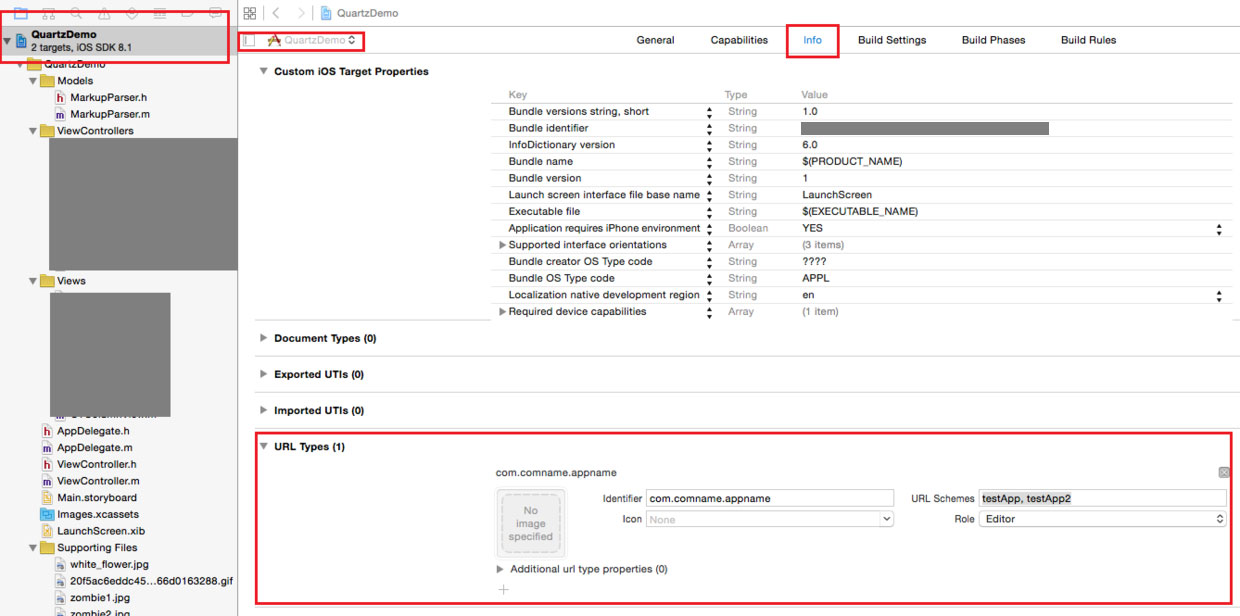 QuartzDemo
QuartzDemo
2 targets, iOS SDK 8.1
QuartzDemo
General Capabilities Info Build Settings Build Phases Build Rules
QuartzDemo
Models
MarkupParser.h
MarkupParser.m
ViewControllers
Views
AppDelegate.h
AppDelegate.m
ViewController.h
ViewController.m
Main.storyboard
Images.xcassets
LaunchScreen.xib
Supporting Files
white_flower.jpg
20f5ac6eddc45...66d0163288.gif
zombie1.jpg
zombie2.jpg
Custom iOS Target Properties
Key Type Value
Bundle versions string, short String 1.0
Bundle identifier String
InfoDictionary version String 6.0
Bundle name String $(PRODUCT_NAME)
Bundle version String 1
Launch screen interface file base name String LaunchScreen
Executable file String $(EXECUTABLE_NAME)
Application requires iPhone environment Boolean YES
Supported interface orientations Array (3 items)
Bundle creator OS Type code String ????
Bundle OS Type code String APPL
Localization native development region String en
Required device capabilities Array (1 item)
Document Types (0)
Exported UTIs (0)
Imported UTIs (0)
URL Types (1)
com.comname.appname
No
image
specified
Identifier com.comname.appname URL Schemes testApp, testApp2
Icon None Role Editor
Additional url type properties (0)